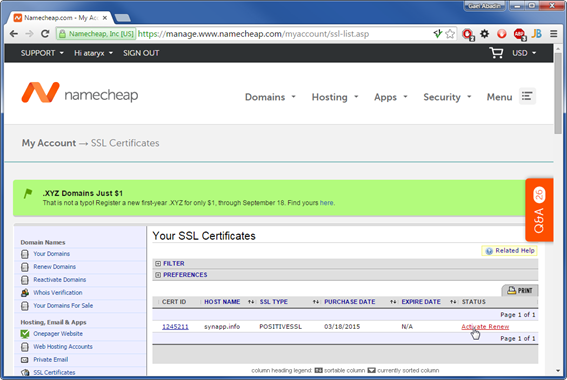 Gael Abadin
Namecheap.com › My Acc
Namecheap, Inc [US] https://manage.www.namecheap.com/myaccount/ssl-list.asp
SUPPORT Hi ataryx SIGN OUT USD
namecheap Domains Hosting Apps Security Menu
My Account → SSL Certificates
.XYZ Domains Just $1
That is not a typo! Register a new first-year .XYZ for only $1, through September 18. Find yours here.
Q&A 26
Domain Names
Your Domains
Renew Domains
Reactivate Domains
Whois Verification
Your Domains For Sale
Hosting, Email & Apps
Onepager Website
Web Hosting Accounts
Private Email
SSL Certificates
Your SSL Certificates
Related Help
FILTER
PREFERENCES
PRINT
CERT ID HOST NAME SSL TYPE PURCHASE DATE EXPIRE DATE STATUS
Page 1 of 1
1245211 synapp.info POSITIVESSL 03/18/2015 N/A Activate Renew
Page 1 of 1
column heading legend: sortable column currently sorted column